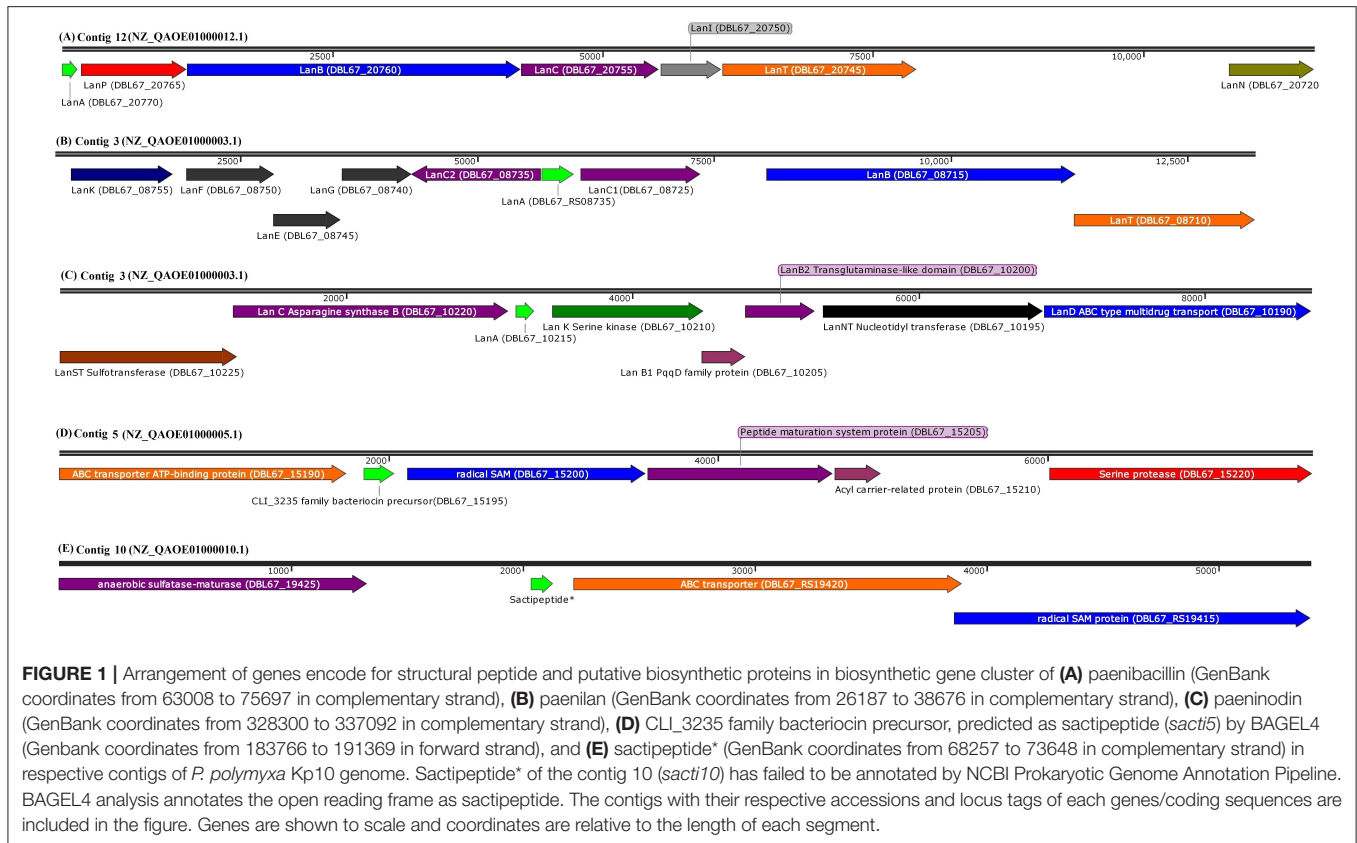 (A) Contig 12(NZ_QAOE01000012.1)
LanI (DBL67_20750)
2500 5000 7500 10,000
LanB (DBL67_20760) LanC (DBL67_20755) LanT (DBL67_20745)
LanP (DBL67_20765) LanN (DBL67_20720
LanA (DBL67_20770)
(B) Contig 3(NZ_QAOE01000003.1)
2500 5000 7500 10,000 12,500
LanC2 (DBL67_08735) LanB (DBL67_08715)
LanK (DBL67_08755) LanF (DBL67_08750) LanG (DBL67_08740) LanC1(DBL67_08725)
LanA (DBL67_RS08735)
LanT (DBL67_08710)
LanE (DBL67_08745)
(C) Contig 3(NZ_QAOE01000003.1)
LanB2 Transglutaminase-like domain (DBL67_10200)
2000 4000 6000 8000
Lan C Asparagine synthase B (DBL67_10220) LanD ABC type multidrug transport (DBL67_10190)
Lan K Serine kinase (DBL67_10210) LanNT Nucleotidyl transferase (DBL67_10195)
LanA (DBL67_10215)
LanST Sulfotransferase (DBL67_10225) Lan B1 PqqD family protein (DBL67_10205)
(D) Contig 5(NZ_QAOE01000005.1)
Peptide maturation system protein (DBL67_15205)
2000 4000 6000
ABC transporter ATP-binding protein (DBL67_15190) radical SAM (DBL67_15200) Serine protease (DBL67_15220)
CLI_3235 family bacteriocin precursor(DBL67_15195) Acyl carrier-related protein (DBL67_15210)
(E) Contig 10(NZ_QAOE01000010.1)
1000 2000 3000 4000 5000
anaerobic sulfatase-maturase (DBL67_19425) ABC transporter (DBL67_RS19420)
Sactipeptide*
radical SAM protein (DBL67_RS19415)
FIGURE 1 | Arrangement of genes encode for structural peptide and putative biosynthetic proteins in biosynthetic gene cluster of (A) paenibacillin (GenBank
coordinates from 63008 to 75697 in complementary strand), (B) paenilan (GenBank coordinates from 26187 to 38676 in complementary strand), (C) paeninodin
(GenBank coordinates from 328300 to 337092 in complementary strand), (D) CLI_3235 family bacteriocin precursor, predicted as sactipeptide (sacti5) by BAGEL4
(Genbank coordinates from 183766 to 191369 in forward strand), and (E) sactipeptide* (GenBank coordinates from 68257 to 73648 in complementary strand) in
respective contigs of P. polymyxa Kp10 genome. Sactipeptide* of the contig 10 (sacti10) has failed to be annotated by NCBI Prokaryotic Genome Annotation Pipeline.
BAGEL4 analysis annotates the open reading frame as sactipeptide. The contigs with their respective accessions and locus tags of each genes/coding sequences are
included in the figure. Genes are shown to scale and coordinates are relative to the length of each segment.